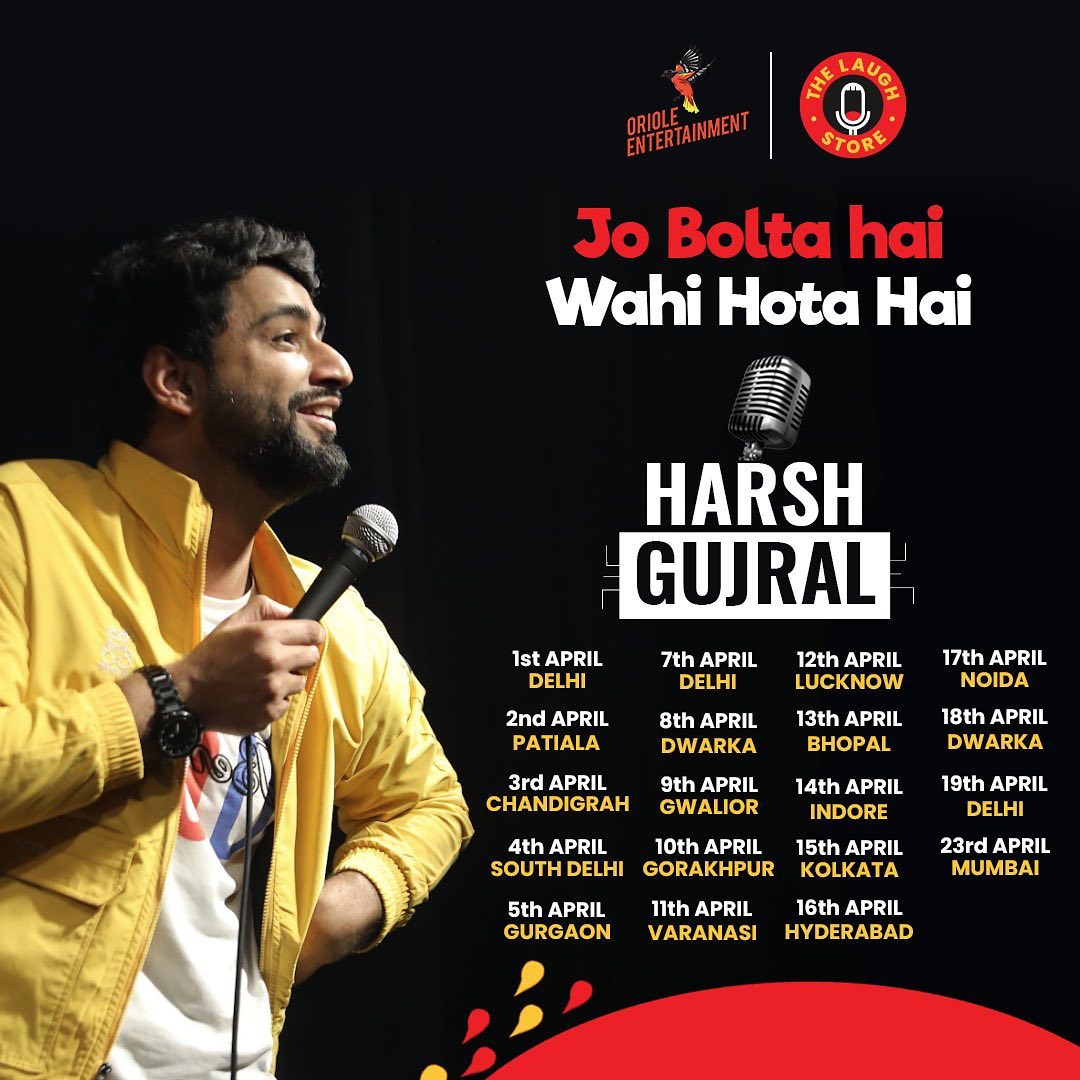 ORIOLE
ENTERTAINMENT
THE LAUGH
STORE
Jo Bolta hai
Wahi Hota Hai
HARSH
GUJRAL
1st APRIL
DELHI
2nd APRIL
PATIALA
3rd APRIL
CHANDIGRAH
4th APRIL
SOUTH DELHI
5th APRIL
GURGAON
7th APRIL
DELHI
8th APRIL
DWARKA
9th APRIL
GWALIOR
10th APRIL
GORAKHPUR
11th APRIL
VARANASI
12th APRIL
LUCKNOW
13th APRIL
BHOPAL
14th APRIL
INDORE
15th APRIL
KOLKATA
16th APRIL
HYDERABAD
17th APRIL
NOIDA
18th APRIL
DWARKA
19th APRIL
DELHI
23rd APRIL
MUMBAI